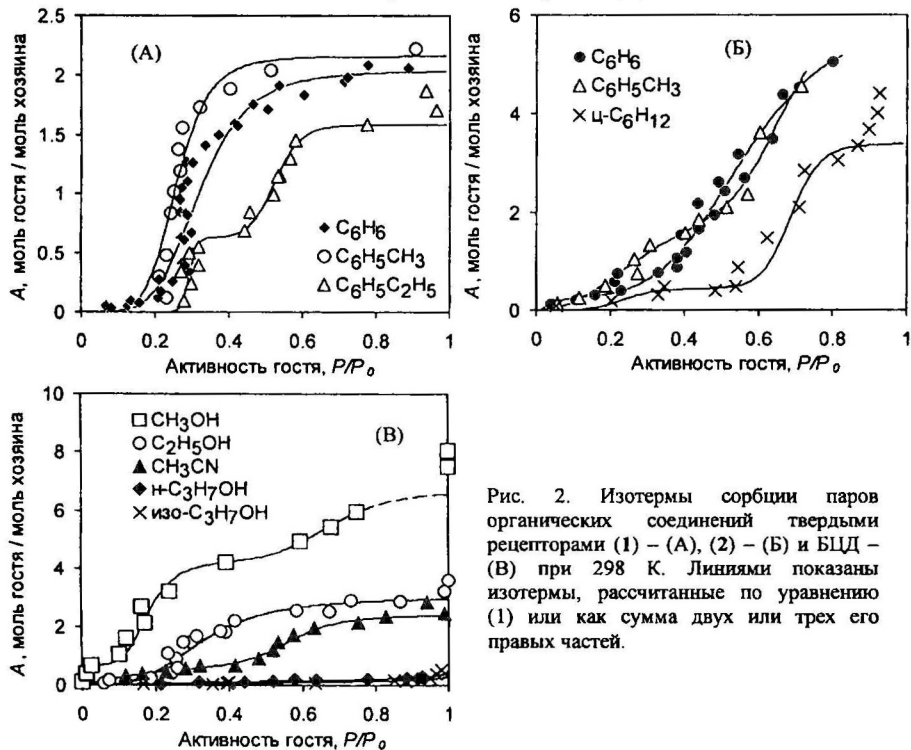 A, моль гостя / моль хозяина
2.5
2
1.5
1
0.5
0
(А)
C6H6
C6H5CH3
C6H5C2H5
0 0.2 0.4 0.6 0.8 1
Активность гостя, P/P0
A, моль гостя / моль хозяина
6
4
2
0
(Б)
C6H6
C6H5CH3
ц-C6H12
0 0.2 0.4 0.6 0.8 1
Активность гостя, P/P0
A, моль гостя / моль хозяина
10
8
6
4
2
0
(В)
CH3OH
C2H5OH
CH3CN
н-C3H7OH
изо-C3H7OH
0 0.2 0.4 0.6 0.8 1
Активность гостя, P/P0
Рис. 2. Изотермы сорбции паров
органических соединений твердыми
рецепторами (1) – (А), (2) – (Б) и БЦД –
(В) при 298 К. Линиями показаны
изотермы, рассчитанные по уравнению
(1) или как сумма двух или трех его
правых частей.